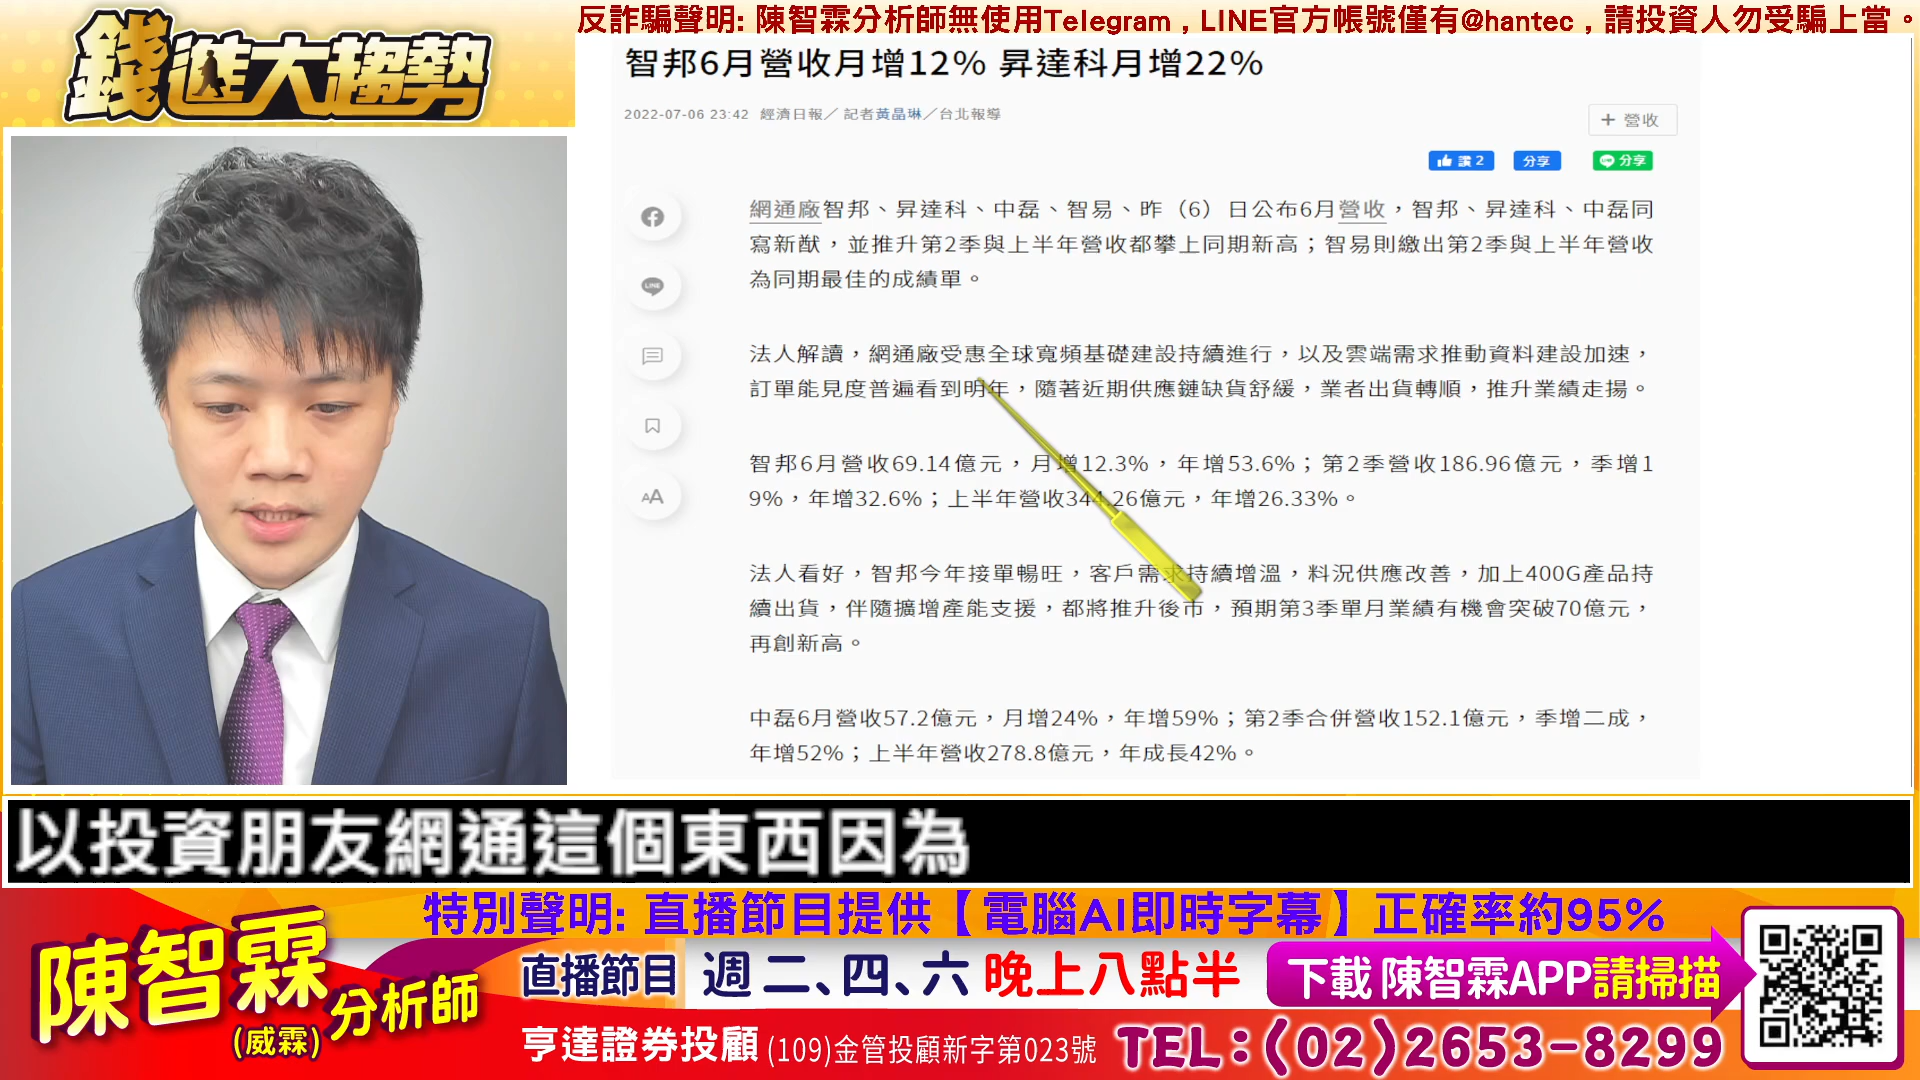 反詐騙聲明: 陳智霖分析師無使用Telegram , LINE官方帳號僅有@hantec , 請投資人勿受騙上當。
錢進大趨勢
智邦6月營收月增12% 昇達科月增22%
2022-07-06 23:42 經濟日報／ 記者黃晶琳／台北報導
+ 營收
讚 2 分享 分享
網通廠智邦、昇達科、中磊、智易、昨（6）日公布6月營收，智邦、昇達科、中磊同
寫新猷，並推升第2季與上半年營收都攀上同期新高；智易則繳出第2季與上半年營收
為同期最佳的成績單。
LINE
法人解讀，網通廠受惠全球寬頻基礎建設持續進行，以及雲端需求推動資料建設加速，
訂單能見度普遍看到明年，隨著近期供應鏈缺貨舒緩，業者出貨轉順，推升業績走揚。
智邦6月營收69.14億元，月增12.3%，年增53.6%；第2季營收186.96億元，季增1
9%，年增32.6%；上半年營收344.26億元，年增26.33%。
AA
法人看好，智邦今年接單暢旺，客戶需求持續增溫，料況供應改善，加上400G產品持
續出貨，伴隨擴增產能支援，都將推升後市，預期第3季單月業績有機會突破70億元，
再創新高。
中磊6月營收57.2億元，月增24%，年增59%；第2季合併營收152.1億元，季增二成，
年增52%；上半年營收278.8億元，年成長42%。
以投資朋友網通這個東西因為
特別聲明: 直播節目提供【電腦AI即時字幕】正確率約95%
陳智霖分析師
(威霖)
直播節目 週二、四、六 晚上八點半
下載 陳智霖APP請掃描
亨達證券投顧 (109)金管投顧新字第023號 TEL:(02)2653-8299